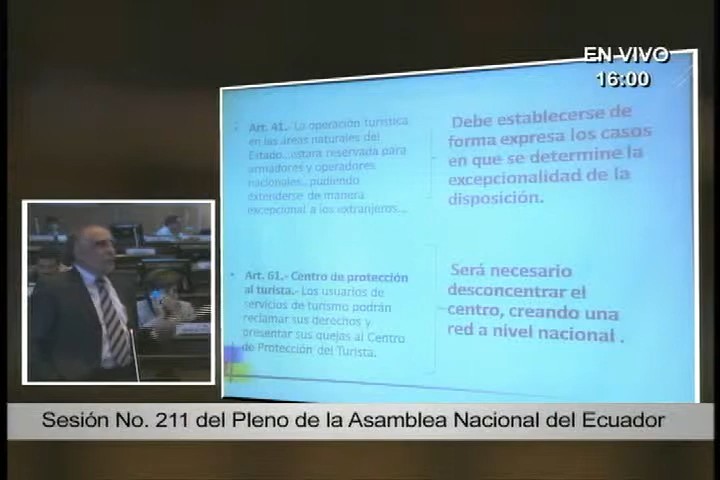 EN VIVO
16:00
• Art. 41.- La operación turística
en las áreas naturales del
Estado...estará reservada para
armadores y operadores
nacionales...pudiendo
extenderse de manera
excepcional a los extranjeros...
Debe establecerse de
forma expresa los casos
en que se determine la
excepcionalidad de la
disposición.
• Art. 61.- Centro de protección
al turista.- Los usuarios de
servicios de turismo podrán
reclamar sus derechos y
presentar sus quejas al Centro
de Protección del Turista.
Será necesario
desconcentrar el
centro, creando una
red a nivel nacional .
Sesión No. 211 del Pleno de la Asamblea Nacional del Ecuador